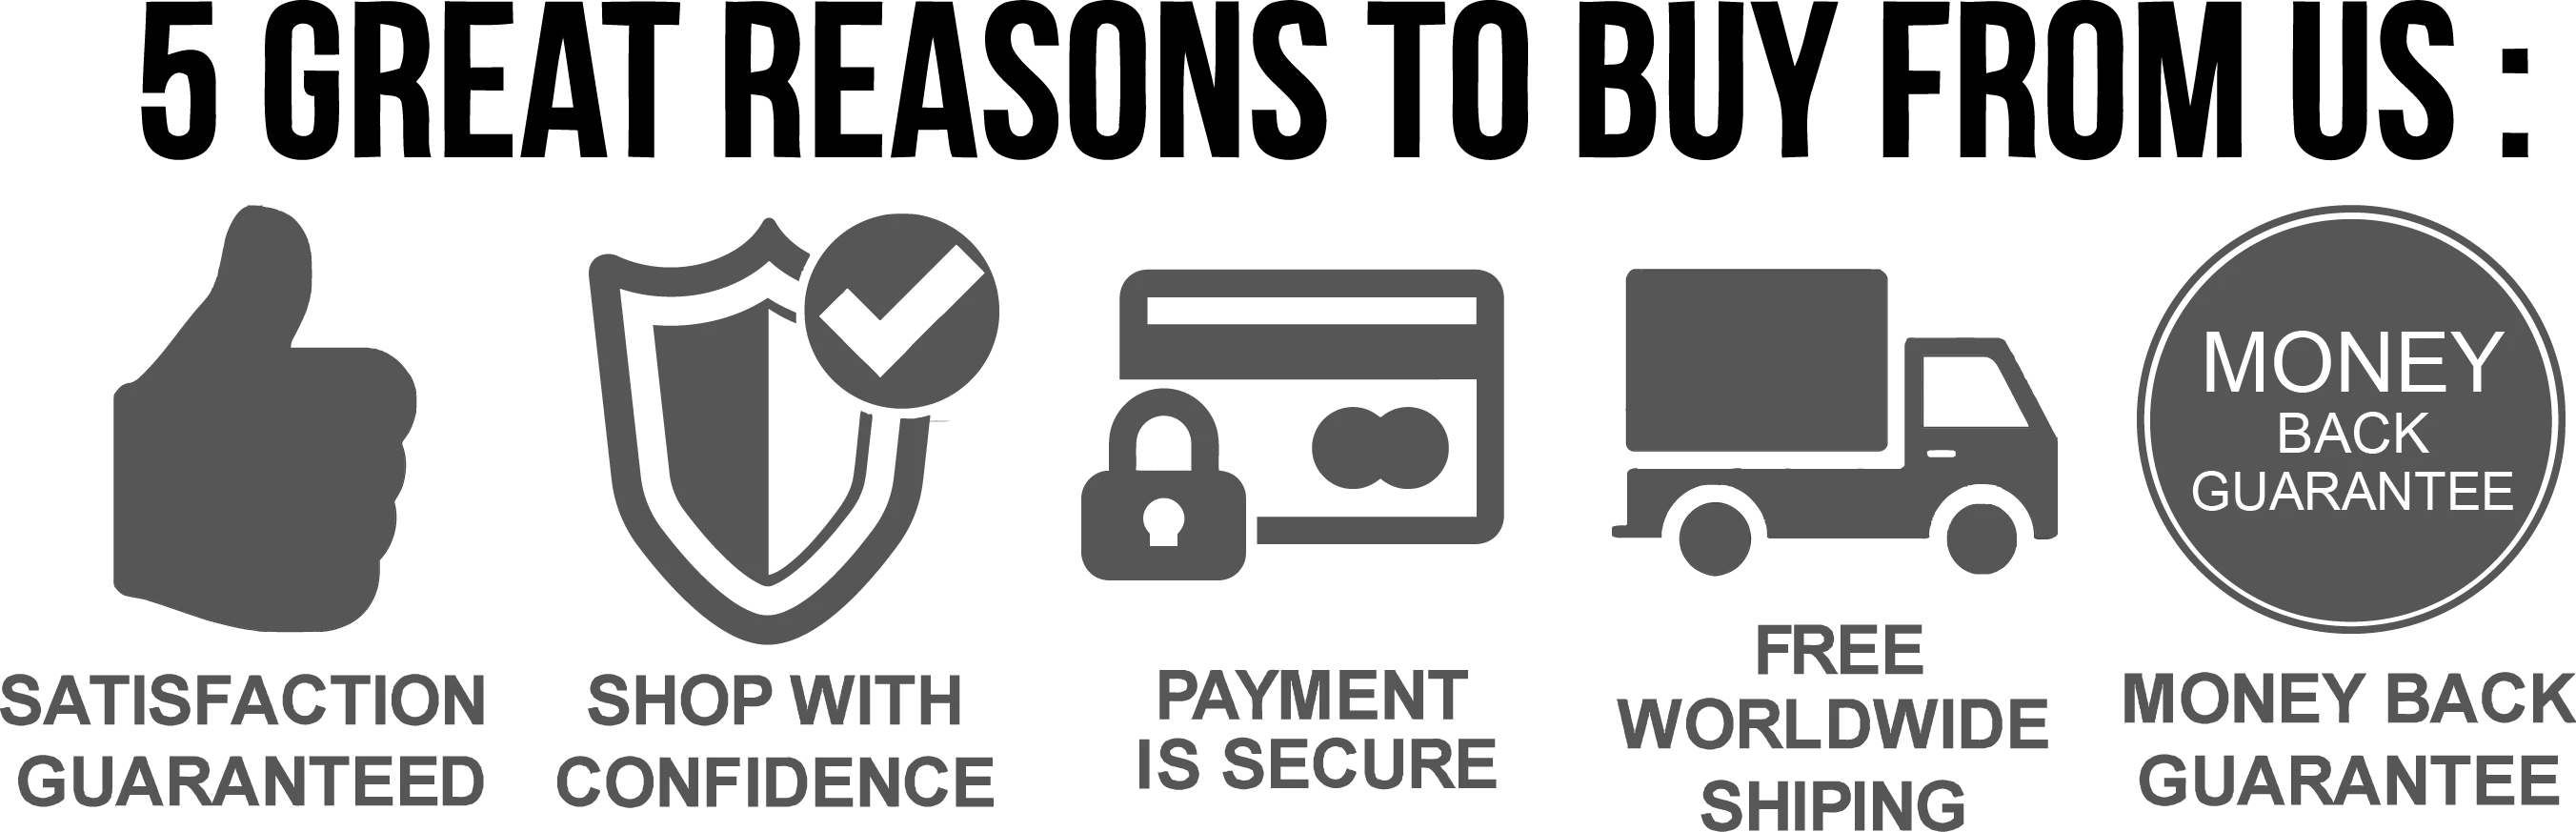 5 GREAT REASONS TO BUY FROM US :
MONEY
BACK
GUARANTEE
SATISFACTION
GUARANTEED
SHOP WITH
CONFIDENCE
PAYMENT
IS SECURE
FREE
WORLDWIDE
SHIPING
MONEY BACK
GUARANTEE